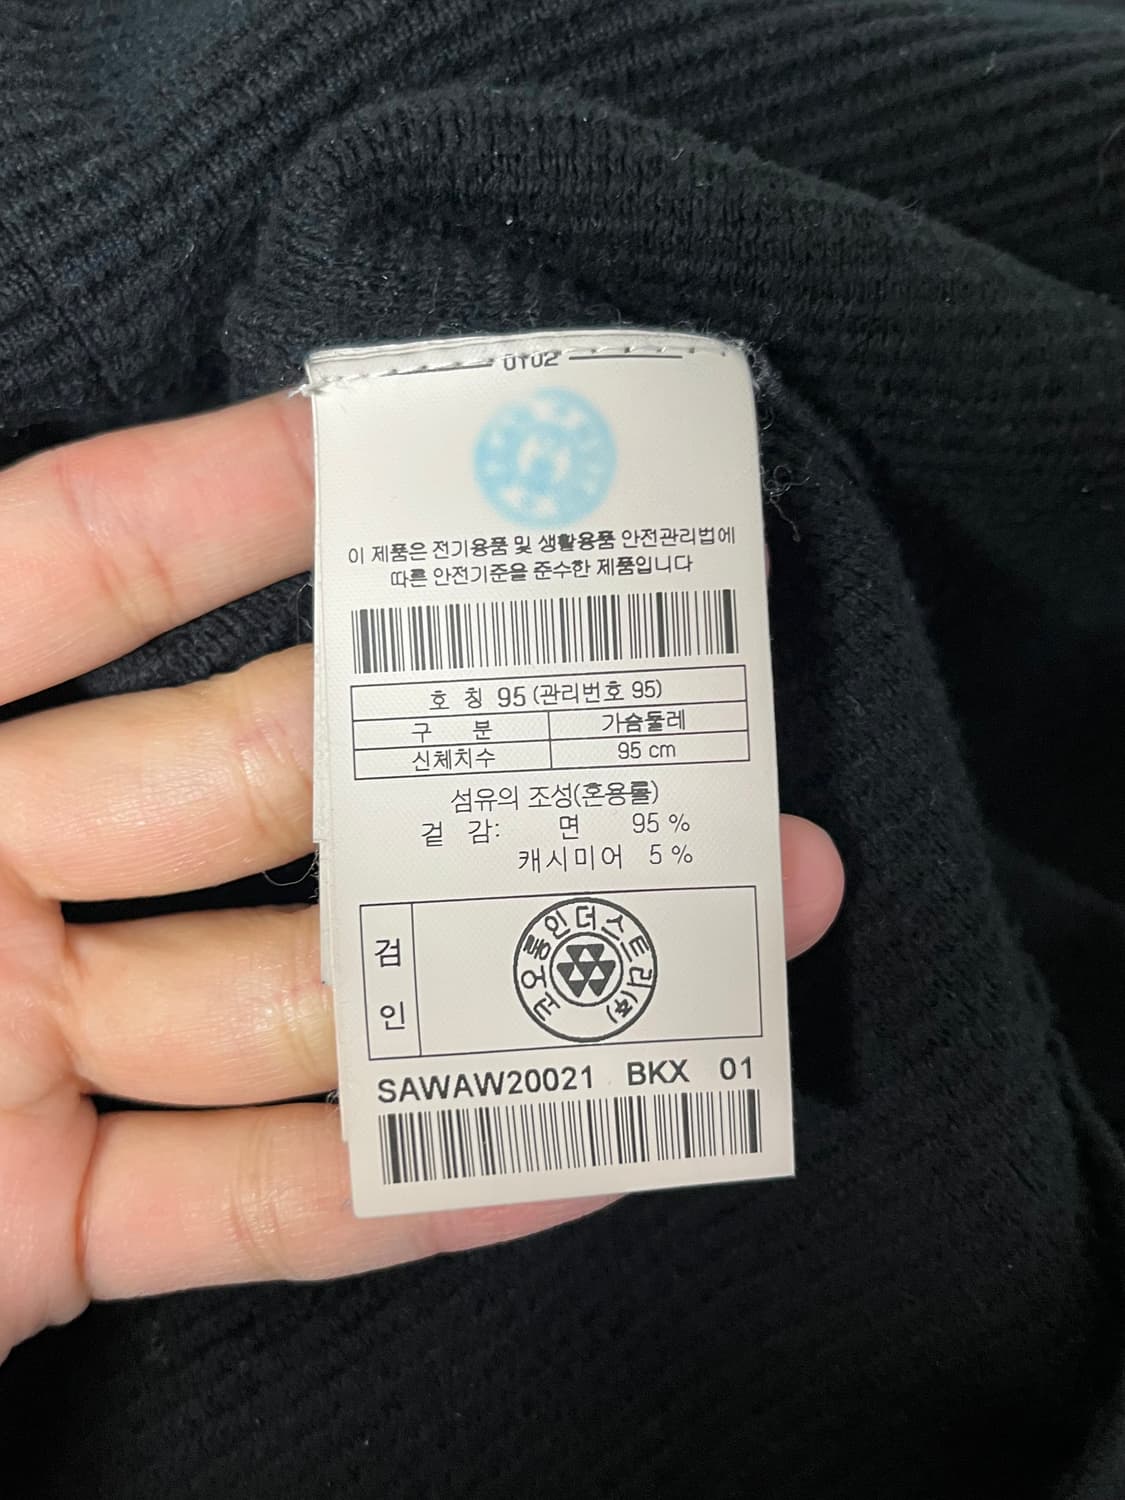 이 제품은 전기용품 및 생활용품 안전관리법에
따른 안전기준을 준수한 제품입니다
호 칭 95 (관리번호 95)
구 분 가슴둘레
신체치수 95 cm
섬유의 조성(혼용률)
겉 감: 면 95 %
캐시미어 5 %
검
인
코오롱인더스트리(주)
SAWAW20021 BKX 01